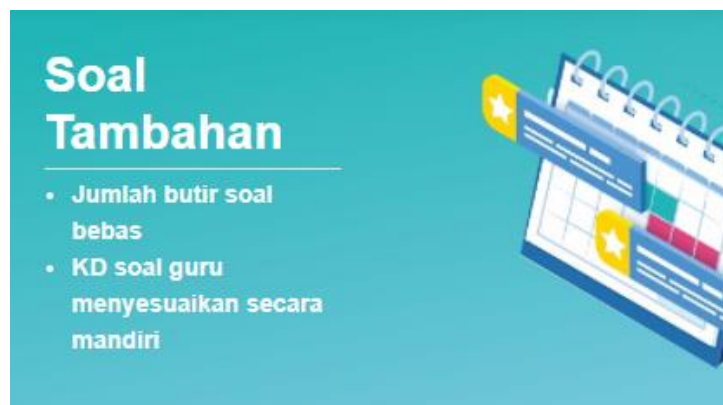 Soal
Tambahan
• Jumlah butir soal
bebas
• KD soal guru
menyesuaikan secara
mandiri